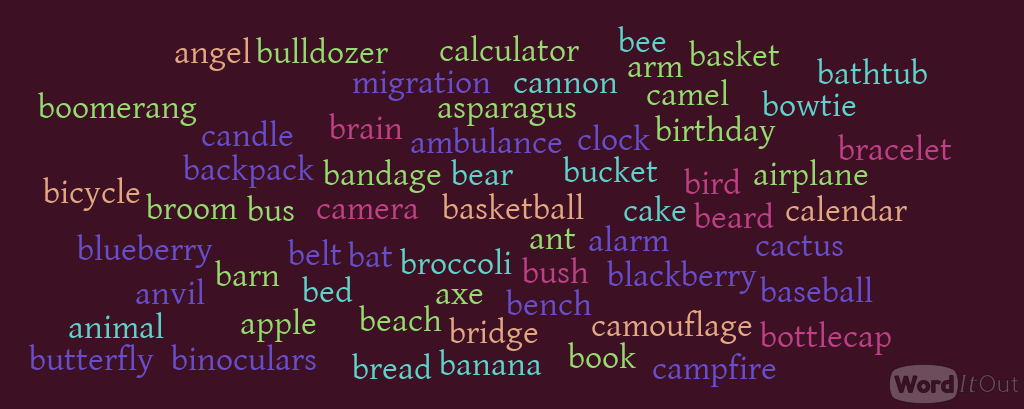 angel bulldozer calculator bee basket
arm
migration cannon bathtub
boomerang asparagus camel bowtie
candle brain ambulance clock birthday
bracelet
backpack bandage bear bucket bird airplane
bicycle broom bus camera basketball cake beard calendar
blueberry belt bat broccoli ant alarm cactus
barn bush blackberry
anvil bed axe bench baseball
animal apple beach bridge camouflage bottlecap
butterfly binoculars bread banana book campfire
WordItOut